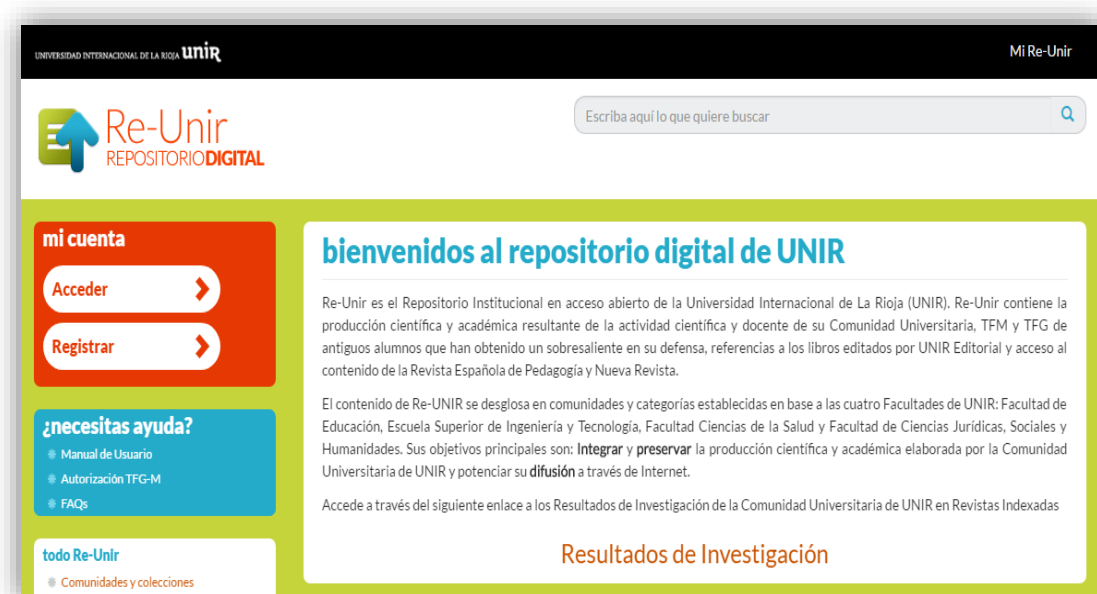 UNIVERSIDAD INTERNACIONAL DE LA RIOJA unir
Mi Re-Unir
Re-Unir
REPOSITORIODIGITAL
Escriba aquí lo que quiere buscar
mi cuenta
Acceder
Registrar
¿necesitas ayuda?
Manual de Usuario
Autorización TFG-M
FAQs
todo Re-UnIr
Comunidades y colecciones
bienvenidos al repositorio digital de UNIR
Re-Unir es el Repositorio Institucional en acceso abierto de la Universidad Internacional de La Rioja (UNIR). Re-Unir contiene la
producción científica y académica resultante de la actividad científica y docente de su Comunidad Universitaria, TFM y TFG de
antiguos alumnos que han obtenido un sobresaliente en su defensa, referencias a los libros editados por UNIR Editorial y acceso al
contenido de la Revista Española de Pedagogía y Nueva Revista.
El contenido de Re-UNIR se desglosa en comunidades y categorías establecidas en base a las cuatro Facultades de UNIR: Facultad de
Educación, Escuela Superior de Ingeniería y Tecnología, Facultad Ciencias de la Salud y Facultad de Ciencias Jurídicas, Sociales y
Humanidades. Sus objetivos principales son: Integrar y preservar la producción científica y académica elaborada por la Comunidad
Universitaria de UNIR y potenciar su difusión a través de Internet.
Accede a través del siguiente enlace a los Resultados de Investigación de la Comunidad Universitaria de UNIR en Revistas Indexadas
Resultados de Investigación